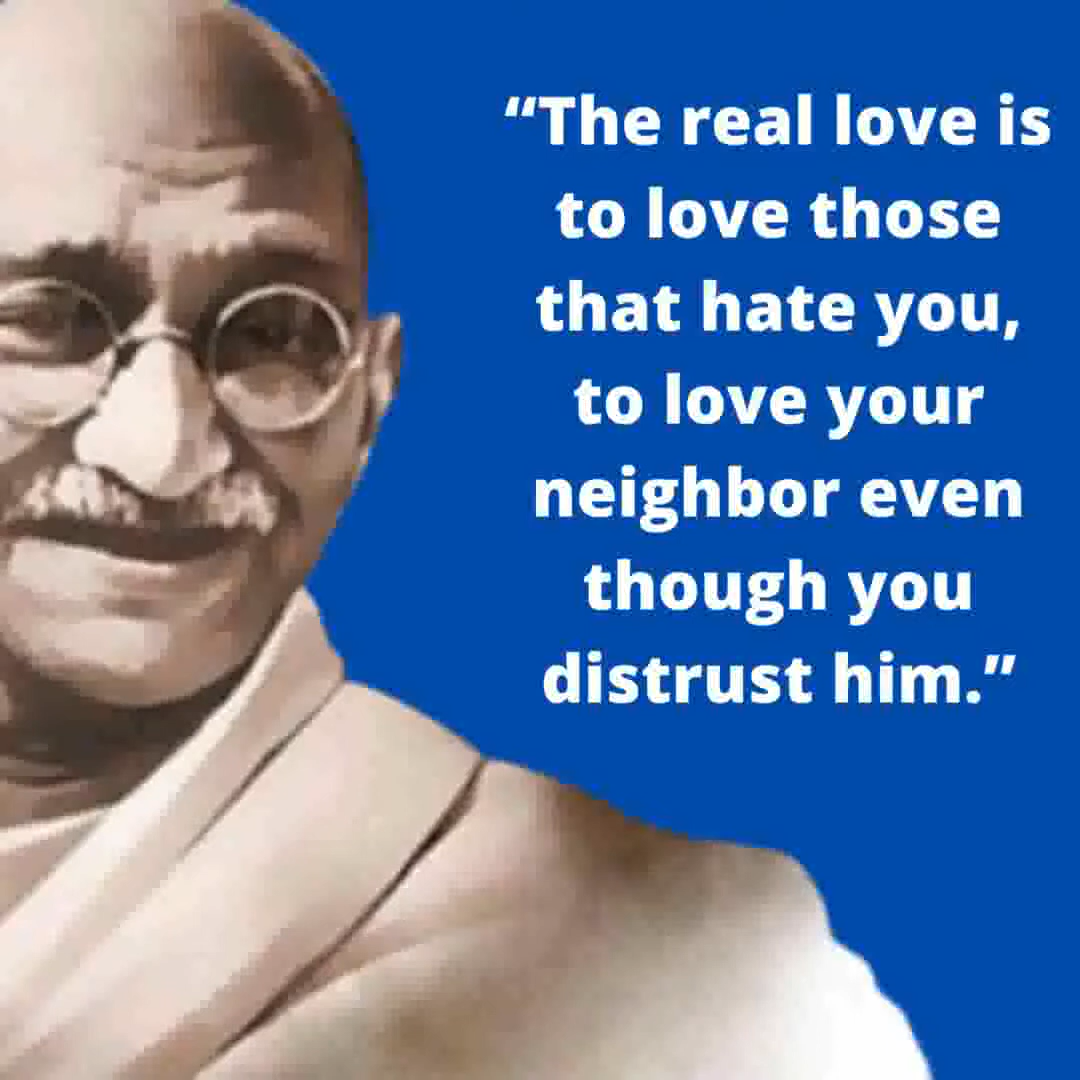 “The real love is
to love those
that hate you,
to love your
neighbor even
though you
distrust him.”